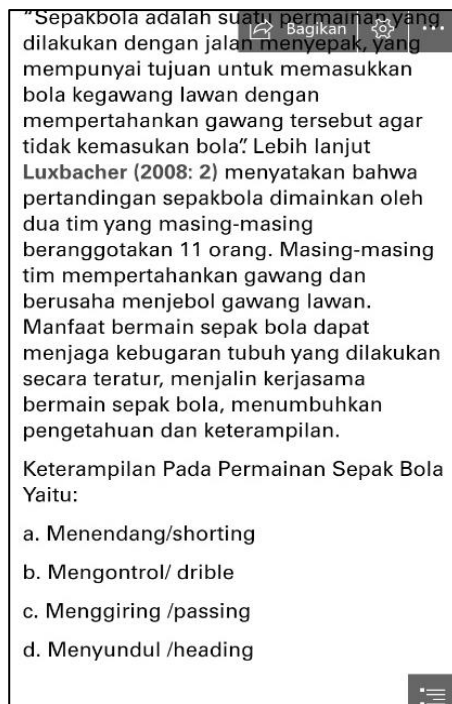 "Sepakbola adalah suatu permainan yang
Bagikan
dilakukan dengan jalan menyepak, yang
mempunyai tujuan untuk memasukkan
bola kegawang lawan dengan
mempertahankan gawang tersebut agar
tidak kemasukan bola". Lebih lanjut
Luxbacher (2008: 2) menyatakan bahwa
pertandingan sepakbola dimainkan oleh
dua tim yang masing-masing
beranggotakan 11 orang. Masing-masing
tim mempertahankan gawang dan
berusaha menjebol gawang lawan.
Manfaat bermain sepak bola dapat
menjaga kebugaran tubuh yang dilakukan
secara teratur, menjalin kerjasama
bermain sepak bola, menumbuhkan
pengetahuan dan keterampilan.
Keterampilan Pada Permainan Sepak Bola
Yaitu:
a. Menendang/shorting
b. Mengontrol/ drible
c. Menggiring /passing
d. Menyundul /heading